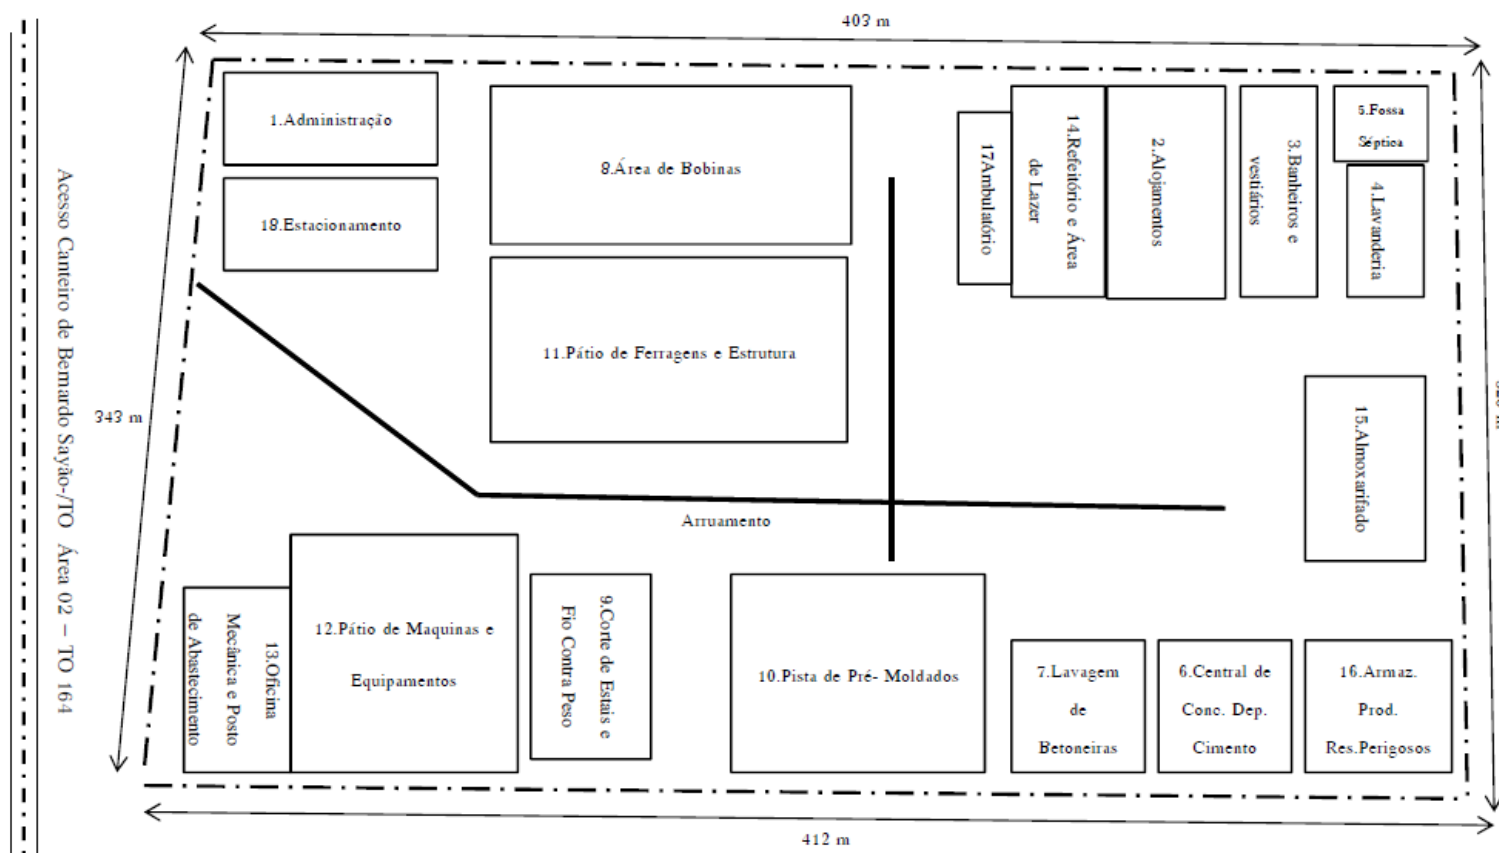 403 m
1.Administração
18.Estacionamento
8.Área de Bobinas
11.Pátio de Ferragens e Estrutura
17Ambulatório
14.Refeitório e Área
de Lazer
2.Alojamentos
3.Banheiros e
vestiários
5.Fossa
Séptica
4.Lavanderia
15.Almoxarifado
343 m
Acesso Canteiro de Bernardo Sayão-/TO Área 02 – TO 164
Arruamento
13.Oficina
Mecânica e Posto
de Abastecimento
12.Pátio de Maquinas e
Equipamentos
9.Corte de Estais e
Fio Contra Peso
10.Pista de Pré- Moldados
7.Lavagem
de
Betoneiras
6.Central de
Conc. Dep.
Cimento
16.Armaz.
Prod.
Res.Perigosos
412 m